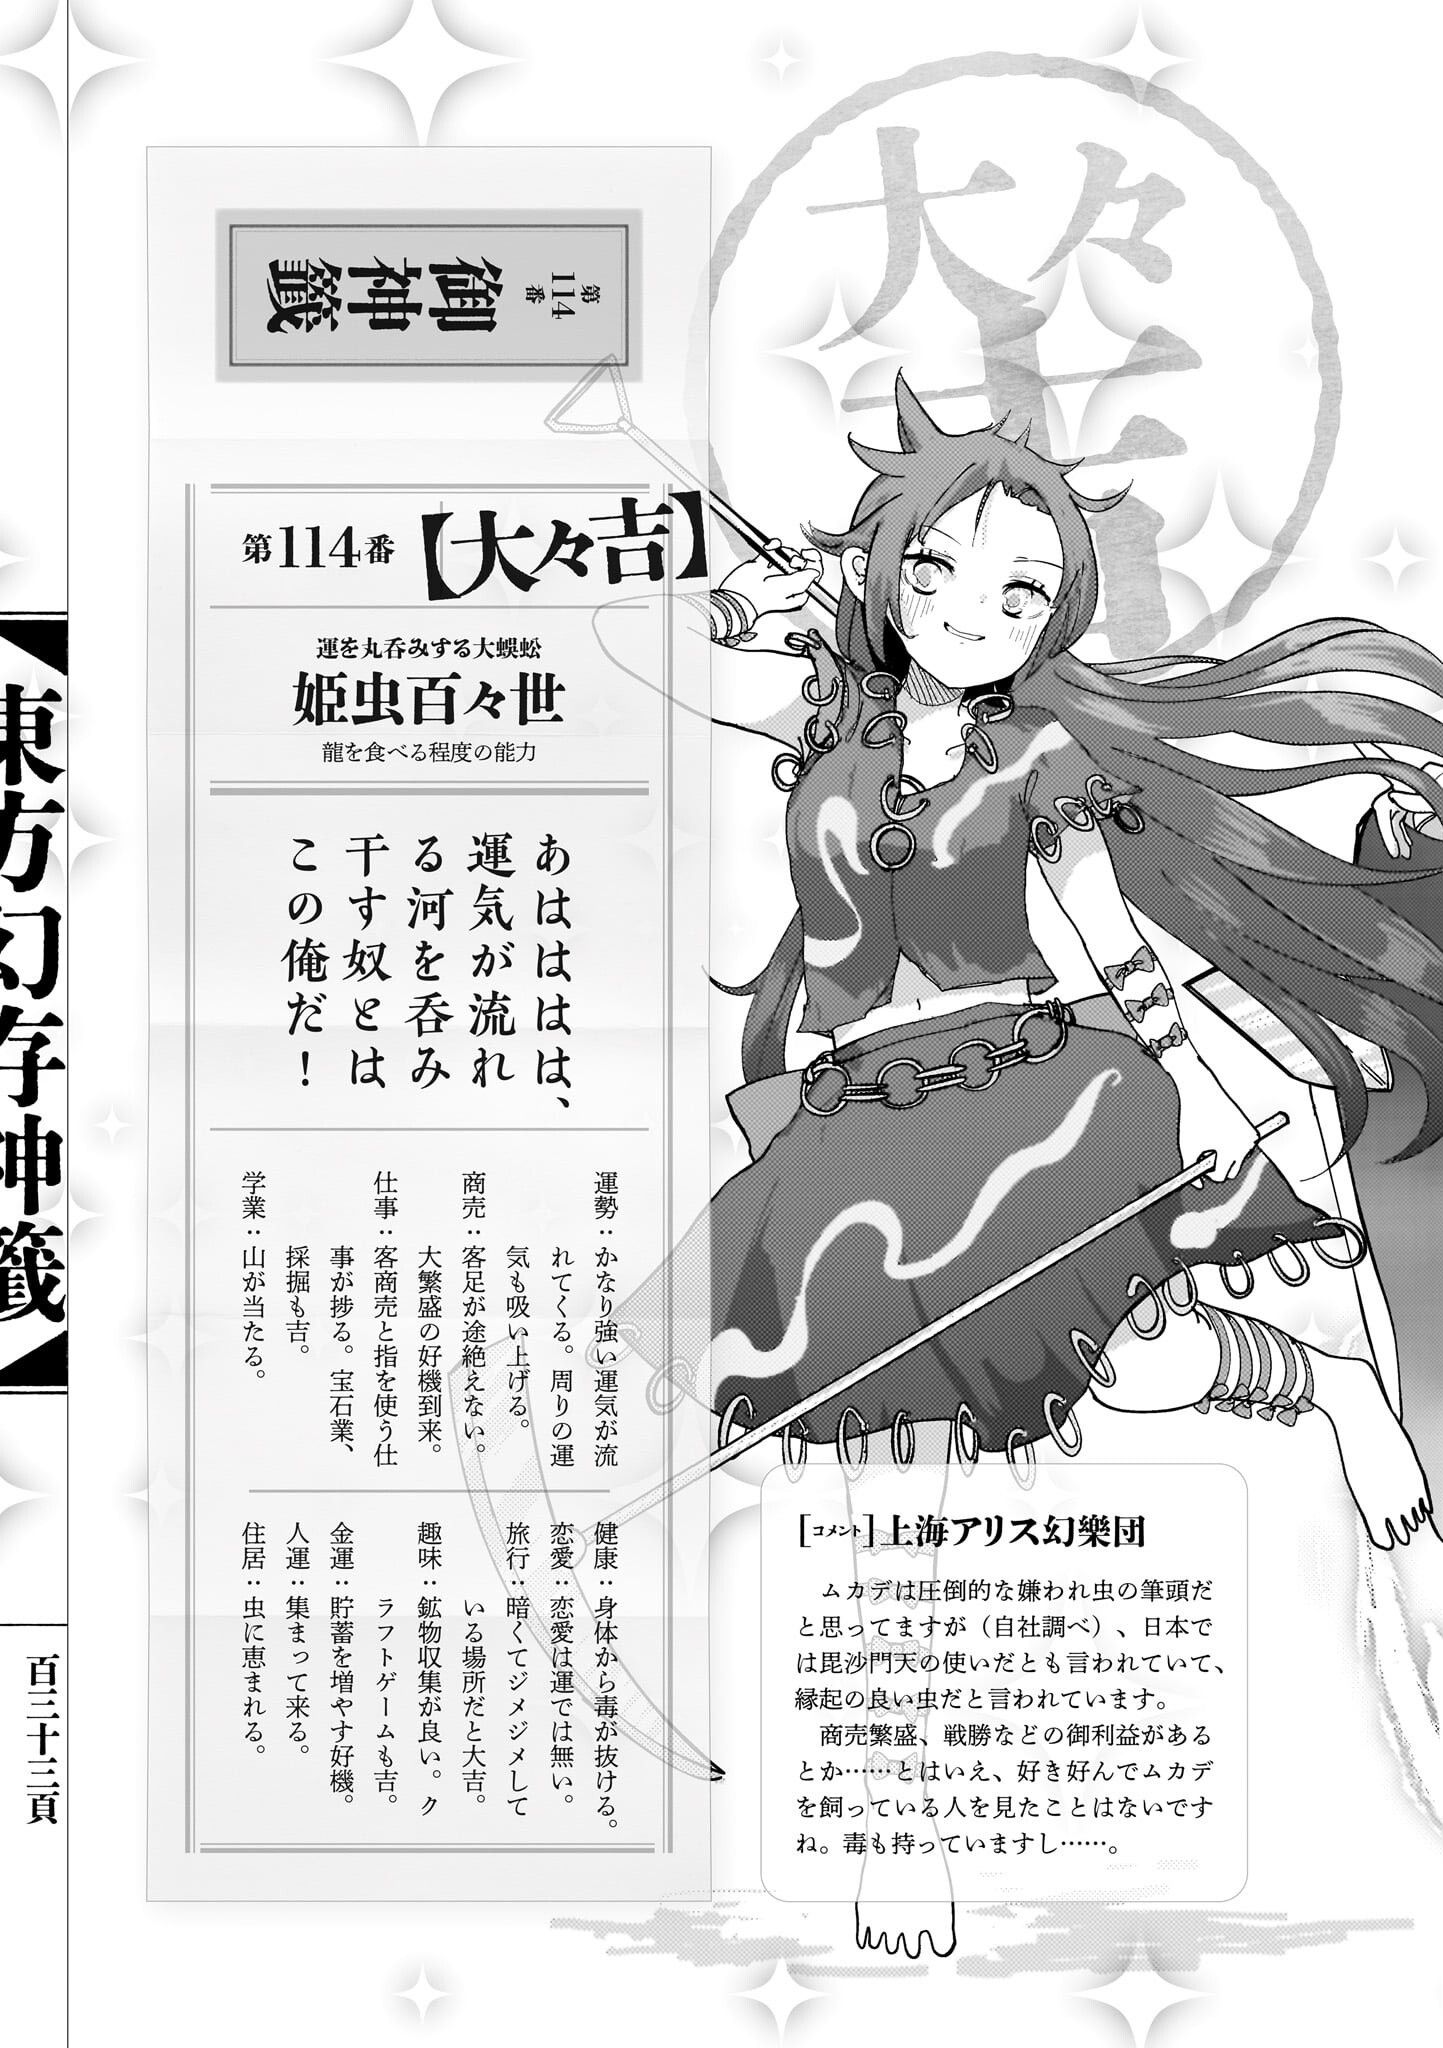 大々吉
御神籤
第114番
第114番【大々吉】
運を丸呑みする大蜈蚣
姫虫百々世
龍を食べる程度の能力
あははははは、
運気が流れ
る河を呑み
干す奴とは
この俺だ！
運勢：かなり強い運気が流
れてくる。周りの運
気も吸い上げる。
商売：客足が途絶えない。
大繁盛の好機到来。
仕事：客商売と指を使う仕
事が捗る。宝石業、
採掘も吉。
学業：山が当たる。
健康：身体から毒が抜ける。
恋愛：恋愛は運では無い。
旅行：暗くてジメジメして
いる場所だと大吉。
趣味：鉱物収集が良い。ク
ラフトゲームも吉。
金運：貯蓄を増やす好機。
人運：集まって来る。
住居：虫に恵まれる。
［コメント］上海アリス幻樂団
ムカデは圧倒的な嫌われ虫の筆頭だ
と思ってますが（自社調べ）、日本で
は毘沙門天の使いだとも言われていて、
縁起の良い虫だと言われています。
商売繁盛、戦勝などの御利益がある
とか……とはいえ、好き好んでムカデ
を飼っている人を見たことはないです
ね。毒も持っていますし……。
【東方幻存神籤】
百三十三頁